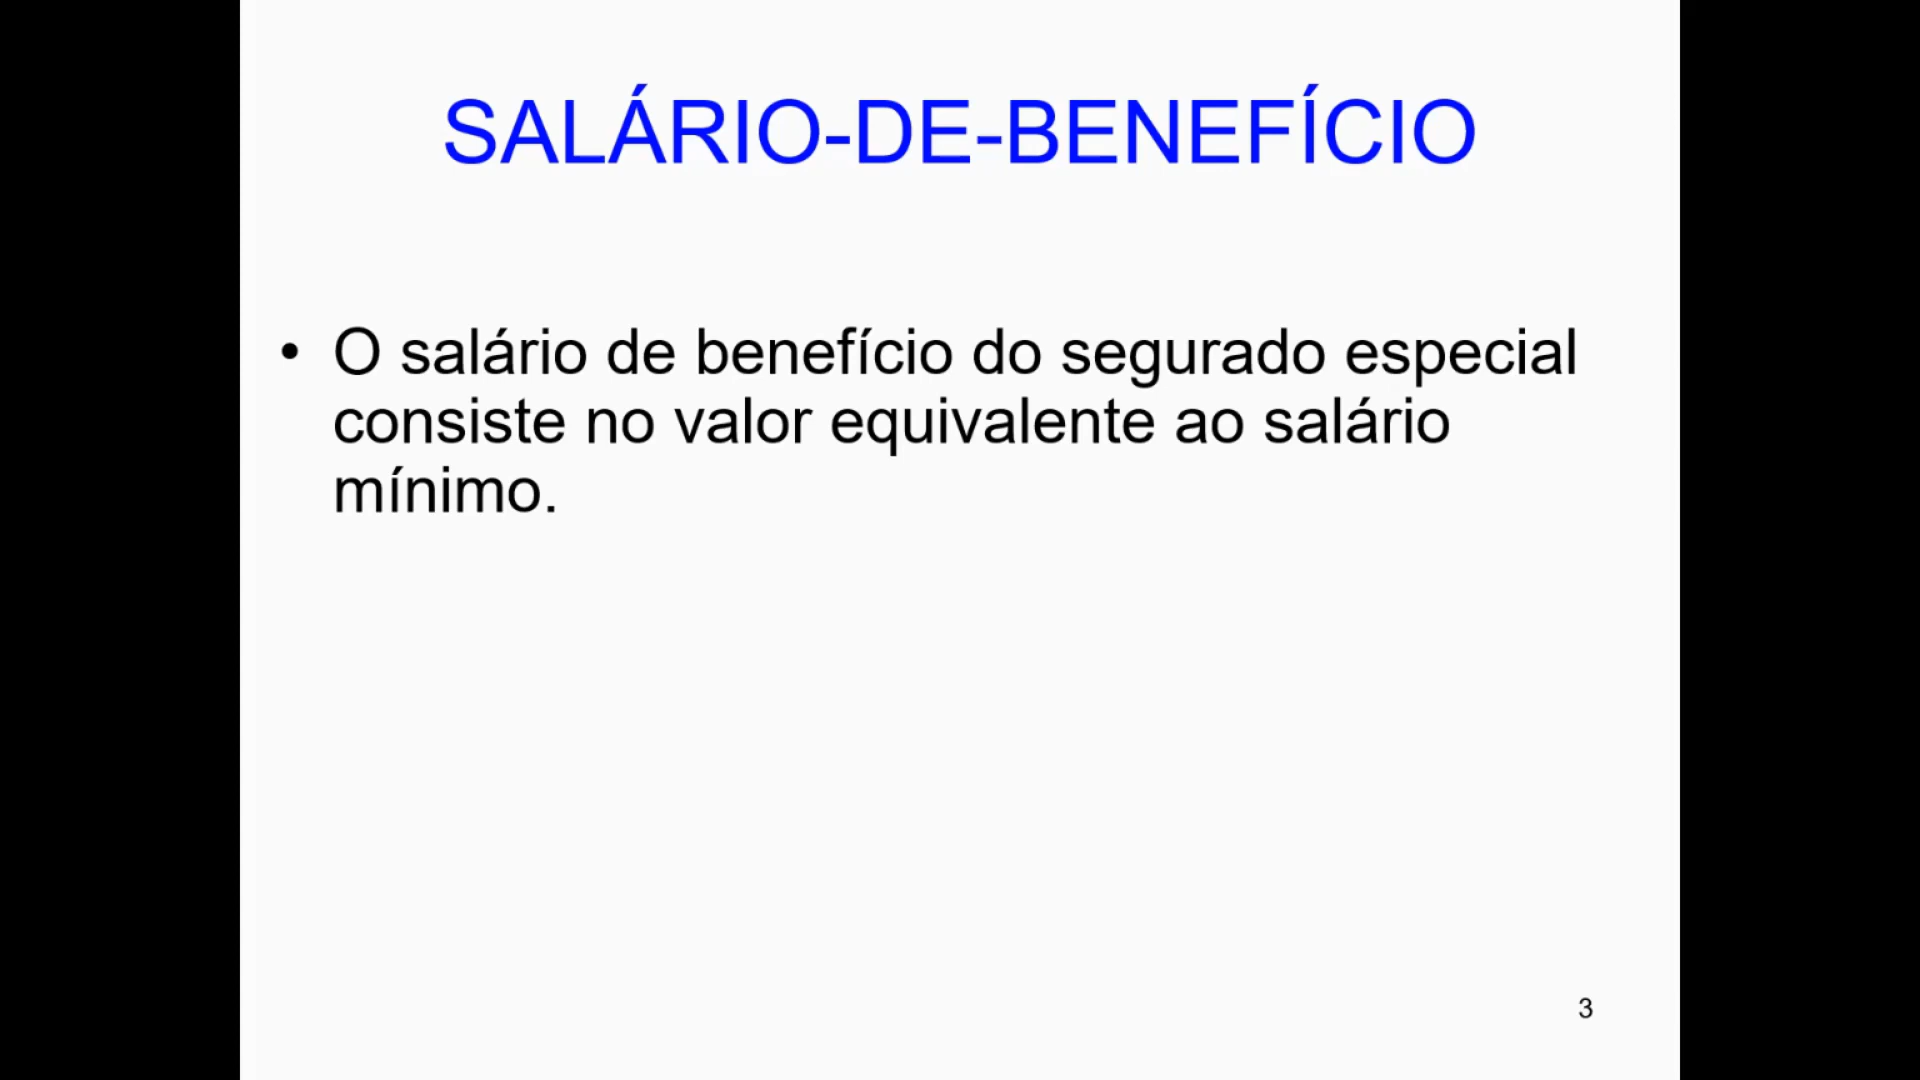 SALÁRIO-DE-BENEFÍCIO
• O salário de benefício do segurado especial
consiste no valor equivalente ao salário
mínimo.
3